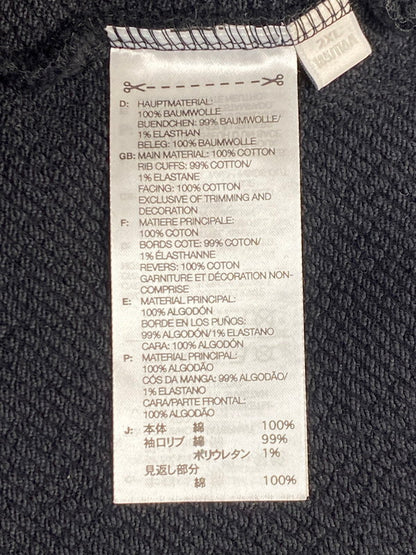 2XL
D: HAUPTMATERIAL:
100% BAUMWOLLE
BUENDCHEN: 99% BAUMWOLLE/
1% ELASTHAN
BELEG: 100% BAUMWOLLE
GB: MAIN MATERIAL: 100% COTTON
RIB CUFFS: 99% COTTON/
1% ELASTANE
FACING: 100% COTTON
EXCLUSIVE OF TRIMMING AND
DECORATION
F: MATIERE PRINCIPALE:
100% COTON
BORDS COTE: 99% COTON/
1% ÉLASTHANNE
REVERS: 100% COTON
GARNITURE ET DÉCORATION NON-
COMPRISE
E: MATERIAL PRINCIPAL:
100% ALGODÓN
BORDE EN LOS PUÑOS:
99% ALGODÓN/1% ELASTANO
CARA: 100% ALGODÓN
P: MATERIAL PRINCIPAL:
100% ALGODÃO
CÓS DA MANGA: 99% ALGODÃO/
1% ELASTANO
CARA/PARTE FRONTAL:
100% ALGODÃO
J: 本体 綿 100%
袖口リブ 綿 99%
ポリウレタン 1%
見返し部分
綿 100%